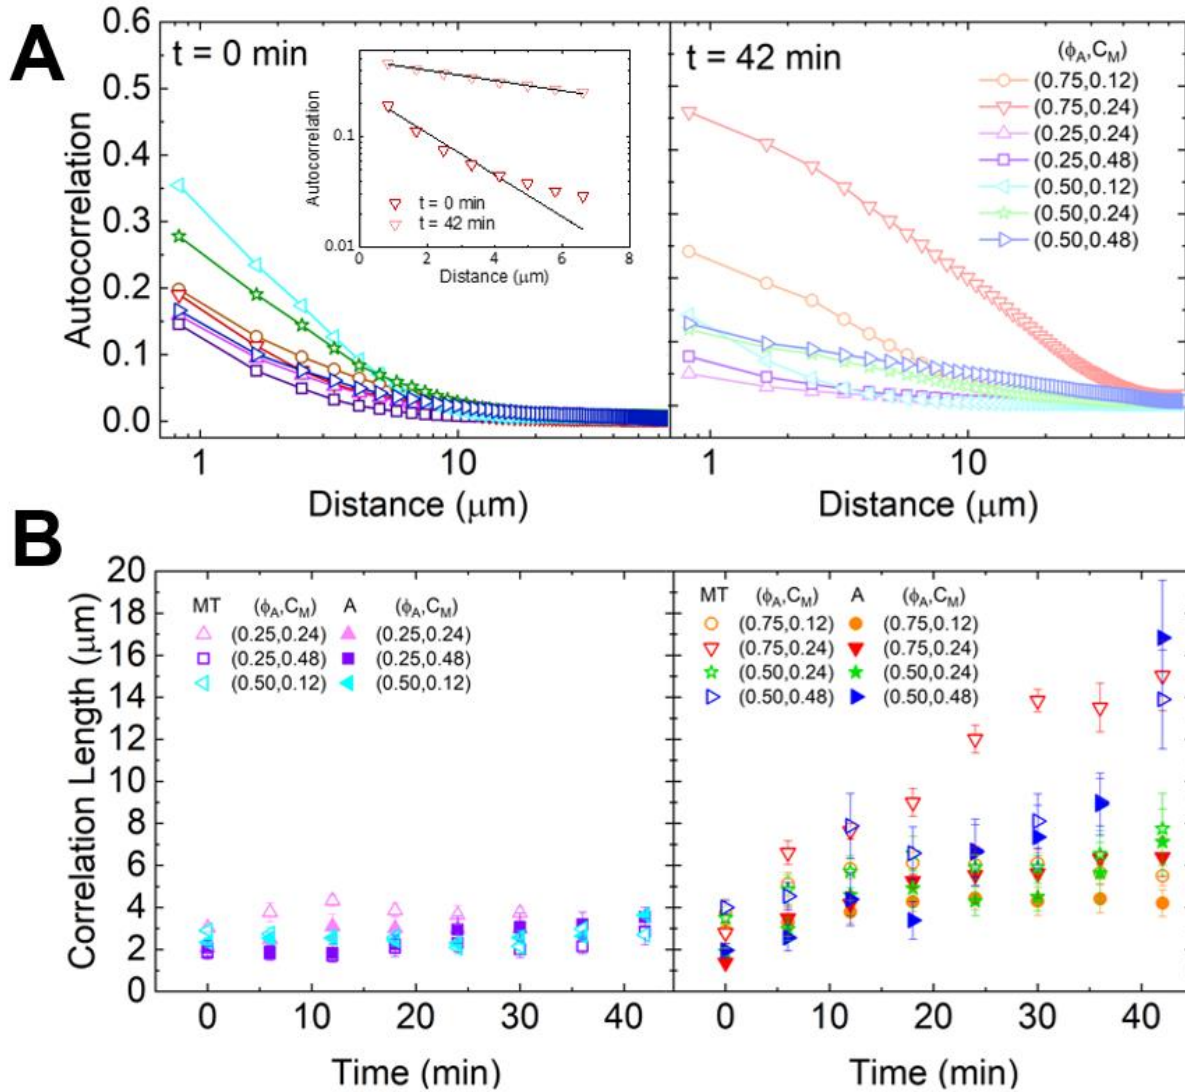 A
t = 0 min
t = 42 min
(ϕA,CM)
(0.75,0.12)
(0.75,0.24)
(0.25,0.24)
(0.25,0.48)
(0.50,0.12)
(0.50,0.24)
(0.50,0.48)
Autocorrelation
0.6
0.5
0.4
0.3
0.2
0.1
0.0
Autocorrelation
0.1
0.01
t = 0 min
t = 42 min
0 2 4 6 8
Distance (μm)
1 10
1 10
Distance (μm)
Distance (μm)
B
Correlation Length (μm)
20
18
16
14
12
10
8
6
4
2
0
MT (ϕA,CM) A (ϕA,CM)
(0.25,0.24) (0.25,0.24)
(0.25,0.48) (0.25,0.48)
(0.50,0.12) (0.50,0.12)
MT (ϕA,CM) A (ϕA,CM)
(0.75,0.12) (0.75,0.12)
(0.75,0.24) (0.75,0.24)
(0.50,0.24) (0.50,0.24)
(0.50,0.48) (0.50,0.48)
0 10 20 30 40
0 10 20 30 40
Time (min)
Time (min)